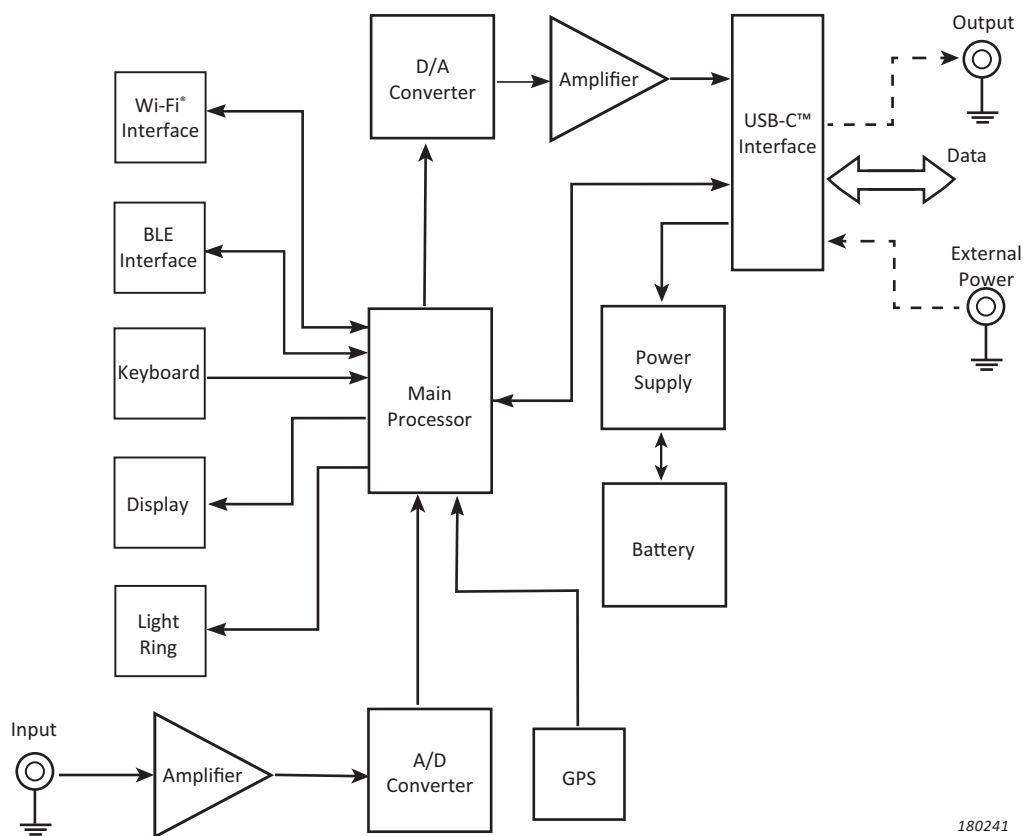 Output
D/A
Converter
Amplifier
Wi-Fi®
Interface
USB-C™
Interface
Data
BLE
Interface
External
Power
Keyboard
Main
Processor
Power
Supply
Display
Battery
Light
Ring
Input
Amplifier
A/D
Converter
GPS
180241